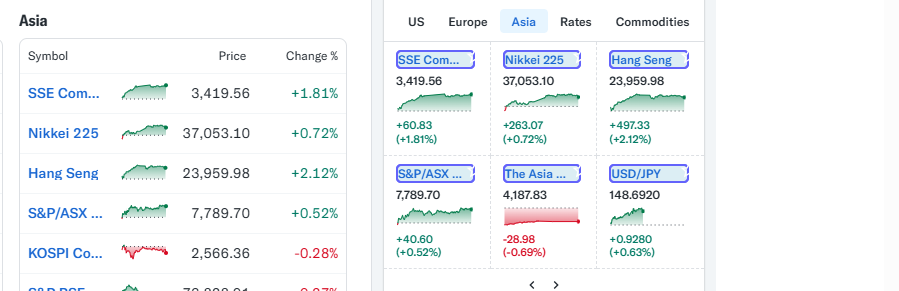 Asia
Symbol Price Change %
SSE Com... 3,419.56 +1.81%
Nikkei 225 37,053.10 +0.72%
Hang Seng 23,959.98 +2.12%
S&P/ASX ... 7,789.70 +0.52%
KOSPI Co... 2,566.36 -0.28%
US Europe Asia Rates Commodities
SSE Com... Nikkei 225 Hang Seng
3,419.56 37,053.10 23,959.98
+60.83 +263.07 +497.33
(+1.81%) (+0.72%) (+2.12%)
S&P/ASX ... The Asia ... USD/JPY
7,789.70 4,187.83 148.6920
+40.60 -28.98 +0.9280
(+0.52%) (-0.69%) (+0.63%)